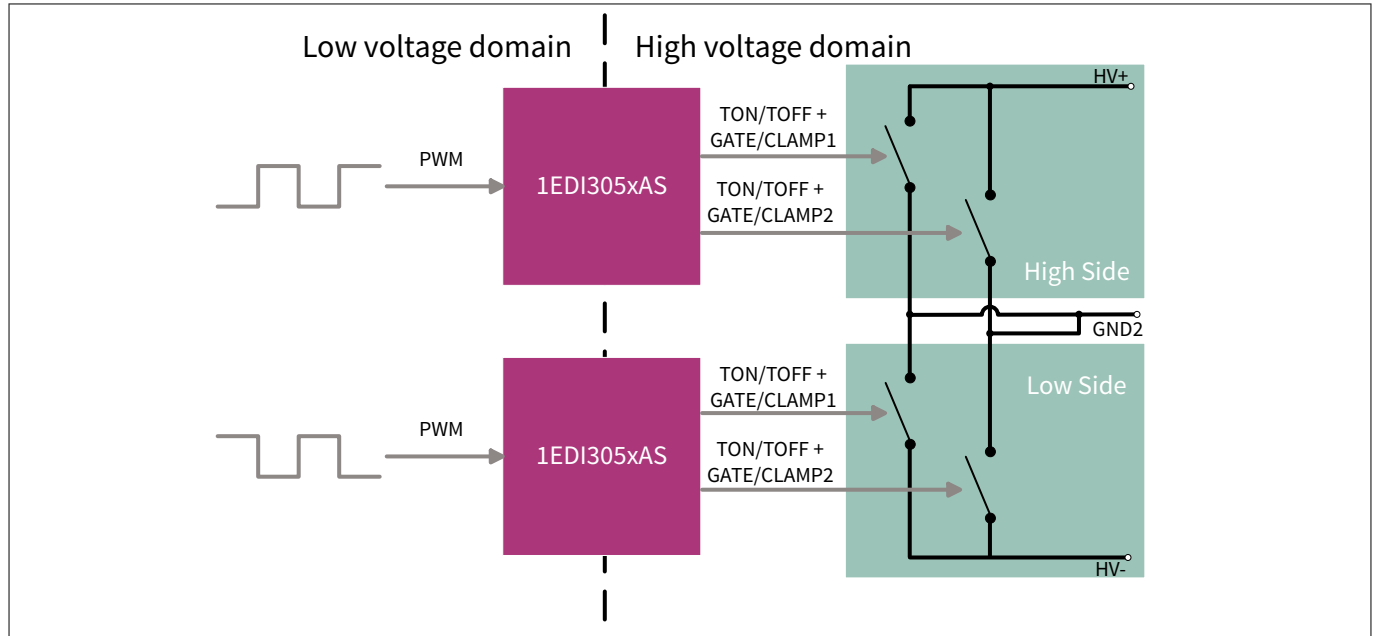 Low voltage domain
High voltage domain
HV+
TON/TOFF +
GATE/CLAMP1
PWM
1EDI305xAS
TON/TOFF +
GATE/CLAMP2
High Side
GND2
TON/TOFF +
GATE/CLAMP1
Low Side
PWM
1EDI305xAS
TON/TOFF +
GATE/CLAMP2
HV-